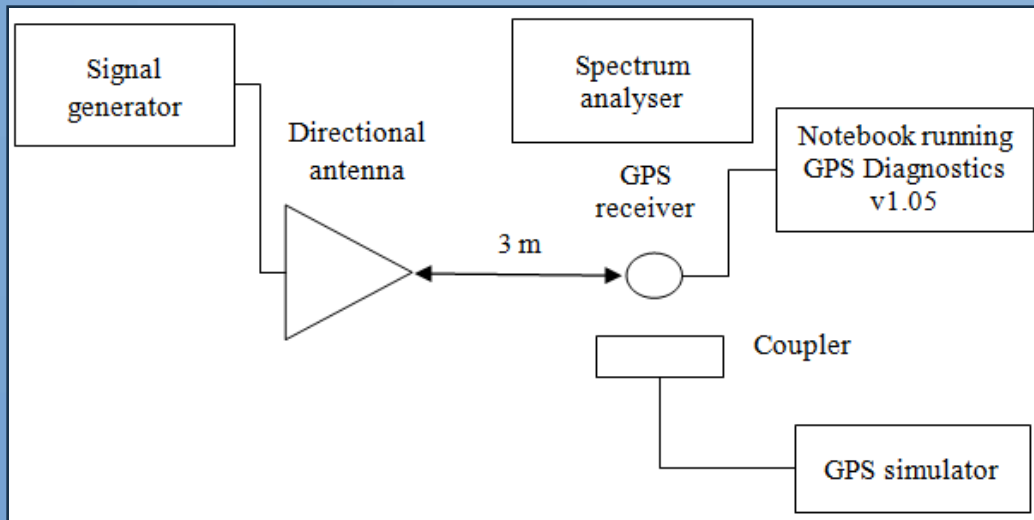 Signal
generator
Spectrum
analyser
Directional
antenna
GPS
receiver
Notebook running
GPS Diagnostics
v1.05
3 m
Coupler
GPS simulator